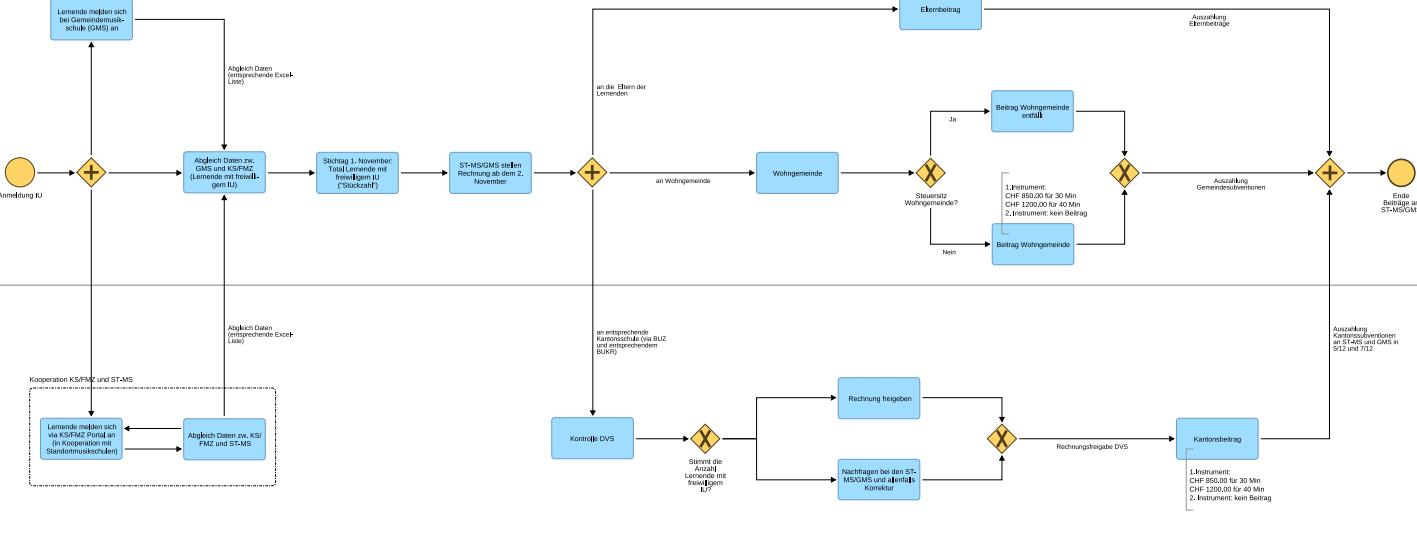 Lernende melden sich
bei Gemeindemusik-
schule (GMS) an
Elternbeitrag
Auszahlung
Elternbeiträge
Abgleich Daten
(entsprechende Excel-
Liste)
an die Eltern der
Lernenden
Beitrag Wohngemeinde
entfällt
Ja
Abgleich Daten zw.
GMS und KS/FMZ
(Lernende mit freiwilli-
gem IU)
Stichtag 1. November:
Total Lernende mit
freiwilligem IU
("Stückzahl")
ST-MS/GMS stellen
Rechnung ab dem 2.
November
an Wohngemeinde
Wohngemeinde
Steuersitz
Wohngemeinde?
1.Instrument:
CHF 850.00 für 30 Min
CHF 1200.00 für 40 Min
2. Instrument: kein Beitrag
Auszahlung
Gemeindesubventionen
Anmeldung IU
Ende
Beiträge an
ST-MS/GMS
Nein
Beitrag Wohngemeinde
Abgleich Daten
(entsprechende Excel-
Liste)
an entsprechende
Kantonsschule (via BUZ
und entsprechendem
BUKR)
Auszahlung
Kantonssubventionen
an ST-MS und GMS in
5/12 und 7/12
Kooperation KS/FMZ und ST-MS
Lernende melden sich
via KS/FMZ Portal an
(in Kooperation mit
Standortmusikschulen)
Abgleich Daten zw. KS/
FMZ und ST-MS
Kontrolle DVS
Stimmt die
Anzahl
Lernende mit
freiwilligem
IU?
Rechnung freigeben
Nachfragen bei den ST-
MS/GMS und allenfalls
Korrektur
Rechnungsfreigabe DVS
Kantonsbeitrag
1.Instrument:
CHF 850.00 für 30 Min
CHF 1200.00 für 40 Min
2. Instrument: kein Beitrag